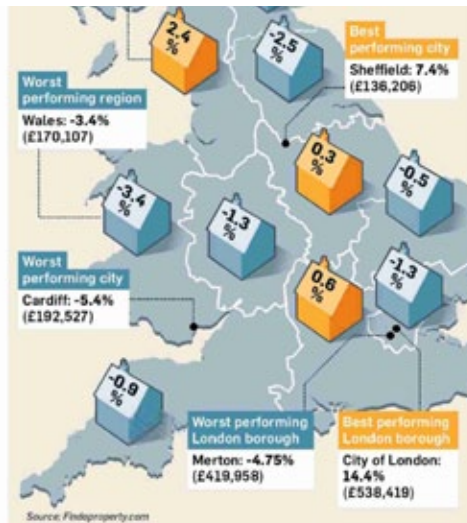 2.4
%
-2.5
%
Best
performing city
Sheffield: 7.4%
(£136,206)
Worst
performing region
Wales: -3.4%
(£170,107)
0.3
%
-0.5
%
-3.4
%
-1.3
%
Worst
performing city
Cardiff: -5.4%
(£192,527)
0.6
%
-1.3
%
-0.9
%
Worst performing
London borough
Merton: -4.75%
(£419,958)
Best performing
London borough
City of London:
14.4%
(£538,419)
Source: Findaproperty.com